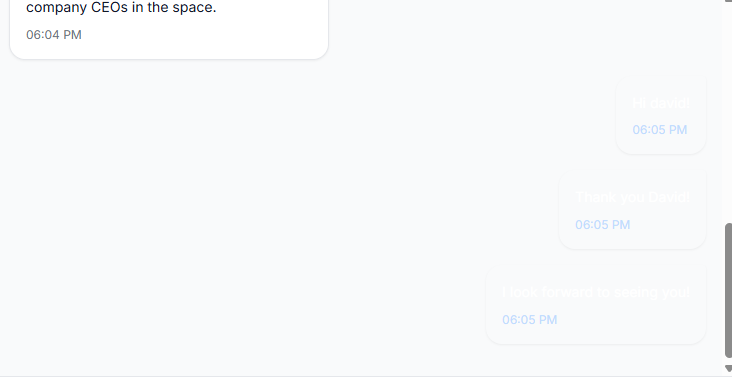 company CEOs in the space.
06:04 PM
Hi david!
06:05 PM
Thank you David!
06:05 PM
I look forward to seeing you!
06:05 PM